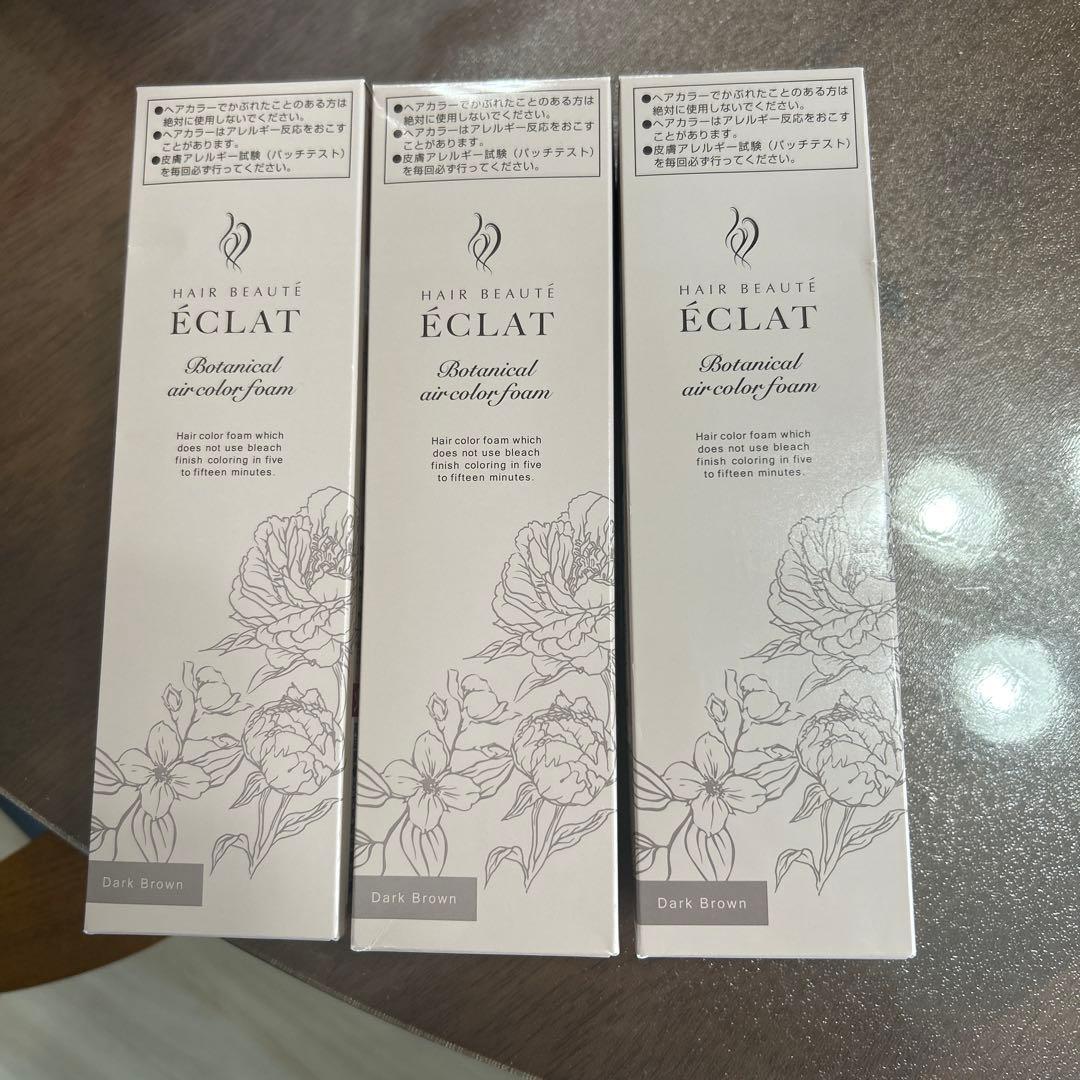 ●ヘアカラーでかぶれたことのある方は
絶対に使用しないでください。
●ヘアカラーはアレルギー反応をおこす
ことがあります。
●皮膚アレルギー試験（パッチテスト）
を毎回必ず行ってください。
HAIR BEAUTÉ
ÉCLAT
Botanical
air color foam
Hair color foam which
does not use bleach
finish coloring in five
to fifteen minutes.
Dark Brown
●ヘアカラーでかぶれたことのある方は
絶対に使用しないでください。
●ヘアカラーはアレルギー反応をおこす
ことがあります。
●皮膚アレルギー試験（パッチテスト）
を毎回必ず行ってください。
HAIR BEAUTÉ
ÉCLAT
Botanical
air color foam
Hair color foam which
does not use bleach
finish coloring in five
to fifteen minutes.
Dark Brown
●ヘアカラーでかぶれたことのある方は
絶対に使用しないでください。
●ヘアカラーはアレルギー反応をおこす
ことがあります。
●皮膚アレルギー試験（パッチテスト）
を毎回必ず行ってください。
HAIR BEAUTÉ
ÉCLAT
Botanical
air color foam
Hair color foam which
does not use bleach
finish coloring in five
to fifteen minutes.
Dark Brown